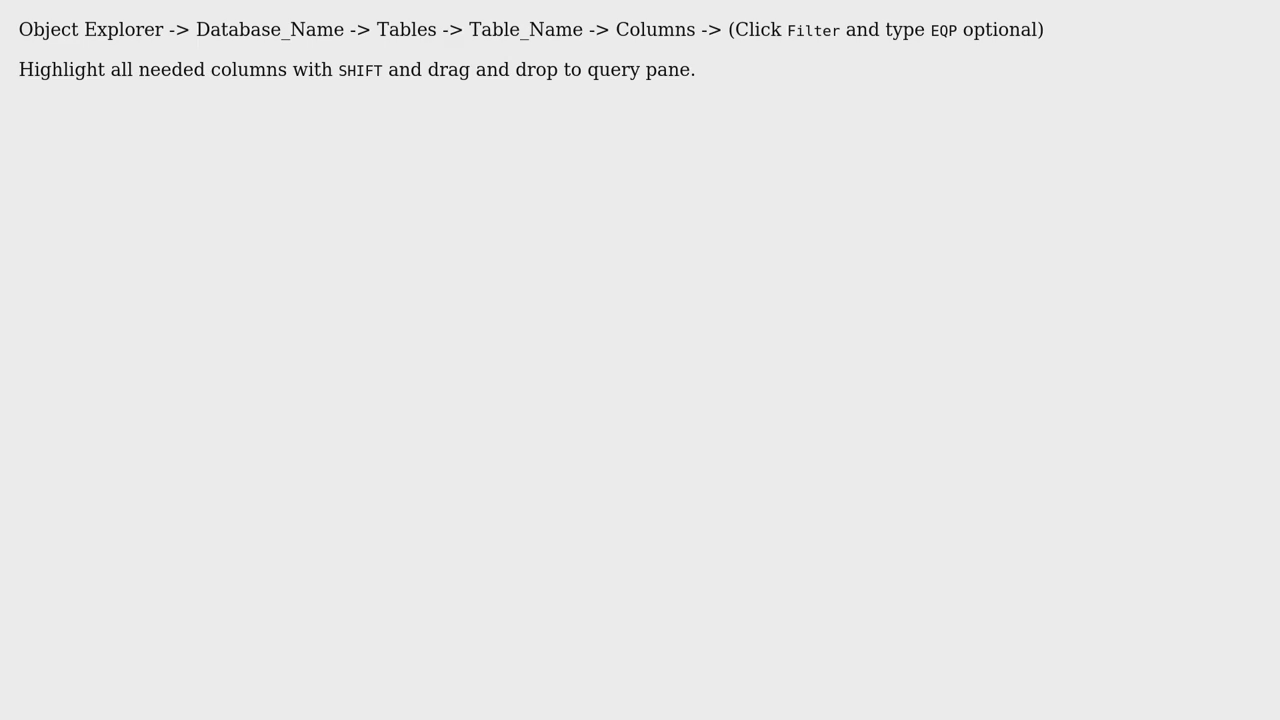 Object Explorer -> Database_Name -> Tables -> Table_Name -> Columns -> (Click Filter and type EQP optional)
Highlight all needed columns with SHIFT and drag and drop to query pane.